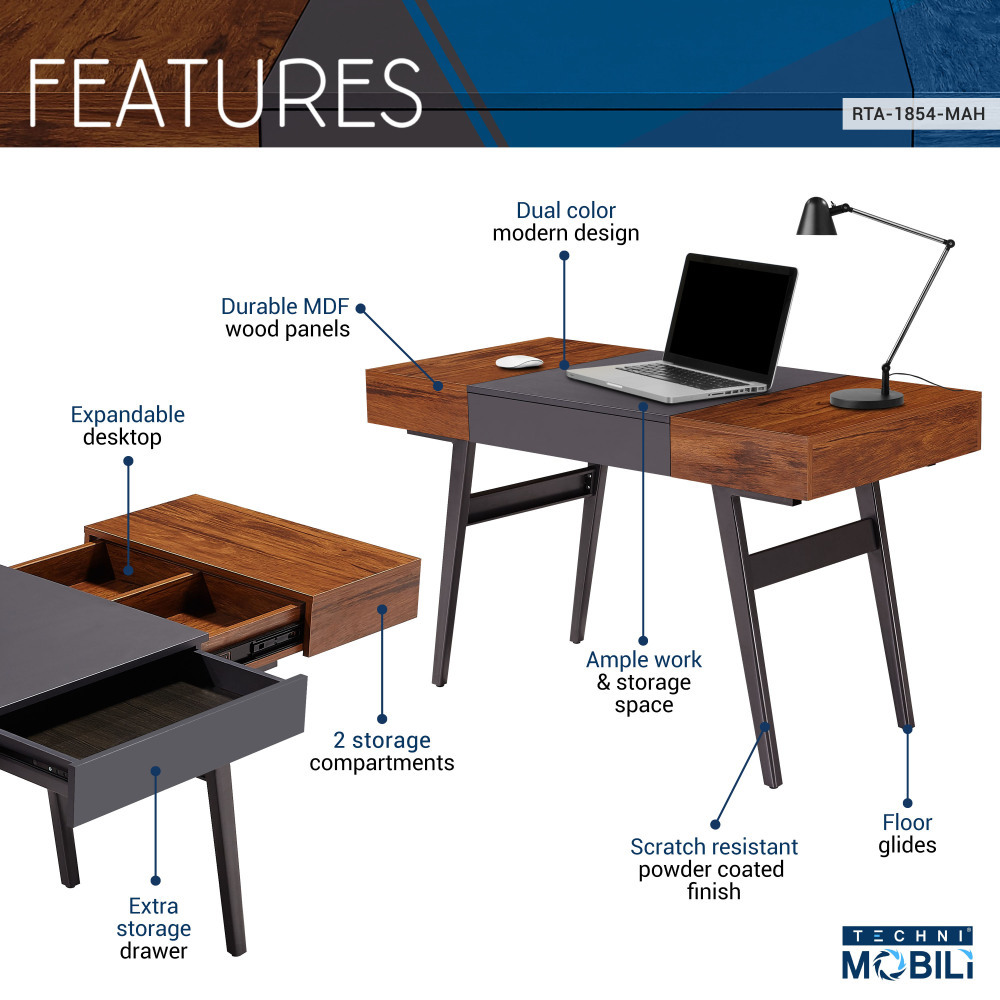 FEATURES
RTA-1854-MAH
Dual color
modern design
Durable MDF
wood panels
Expandable
desktop
Ample work
& storage
space
2 storage
compartments
Scratch resistant
powder coated
finish
Floor
glides
Extra
storage
drawer
TECHNI®
MOBILI